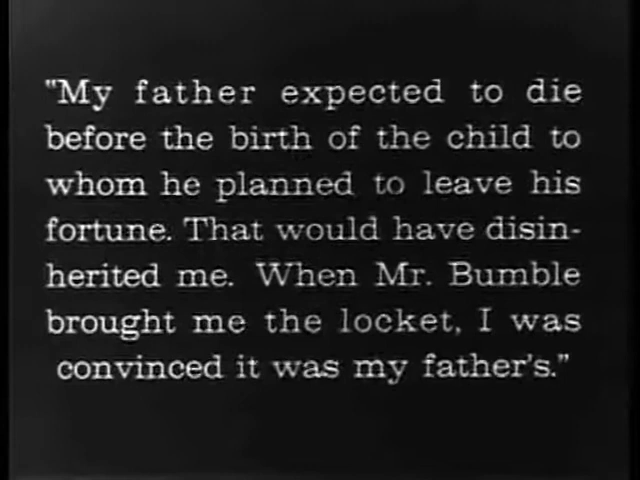 "My father expected to die
before the birth of the child to
whom he planned to leave his
fortune. That would have disin-
herited me. When Mr. Bumble
brought me the locket, I was
convinced it was my father's."